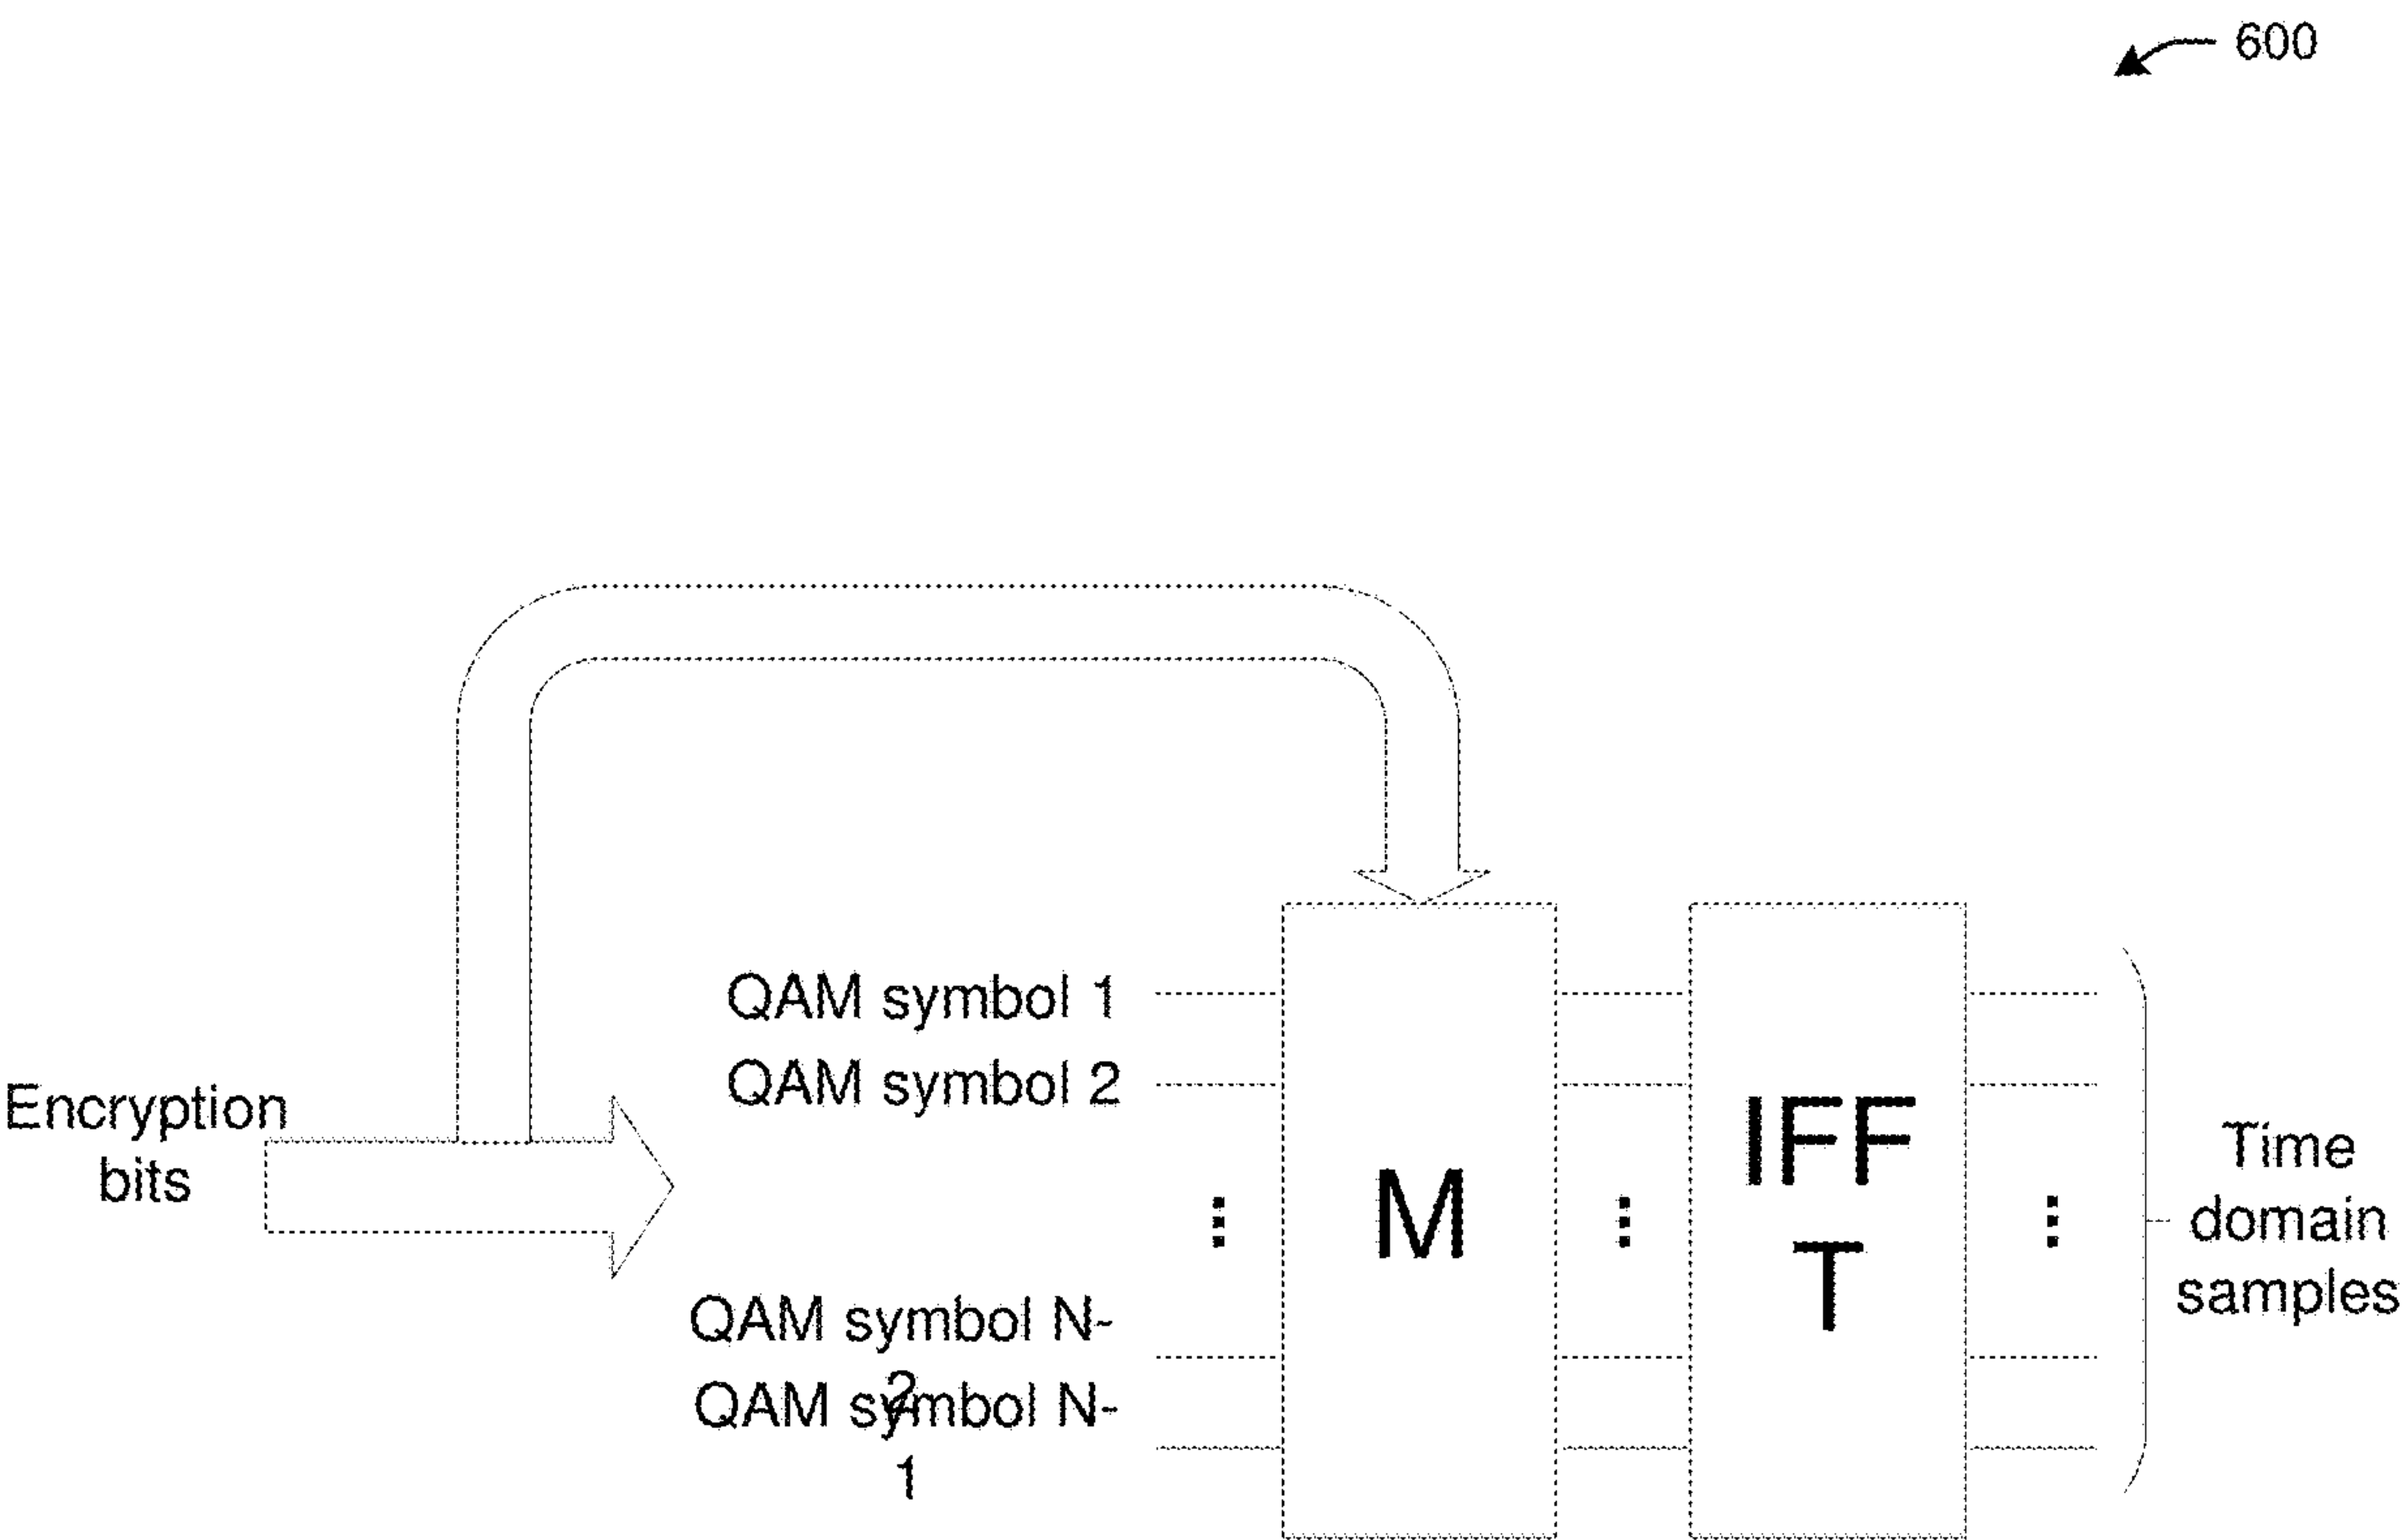 600
QAM symbol 1
QAM symbol 2
Encryption
bits
QAM symbol N-
2
QAM symbol N-
1
M
IFF
T
Time
domain
samples